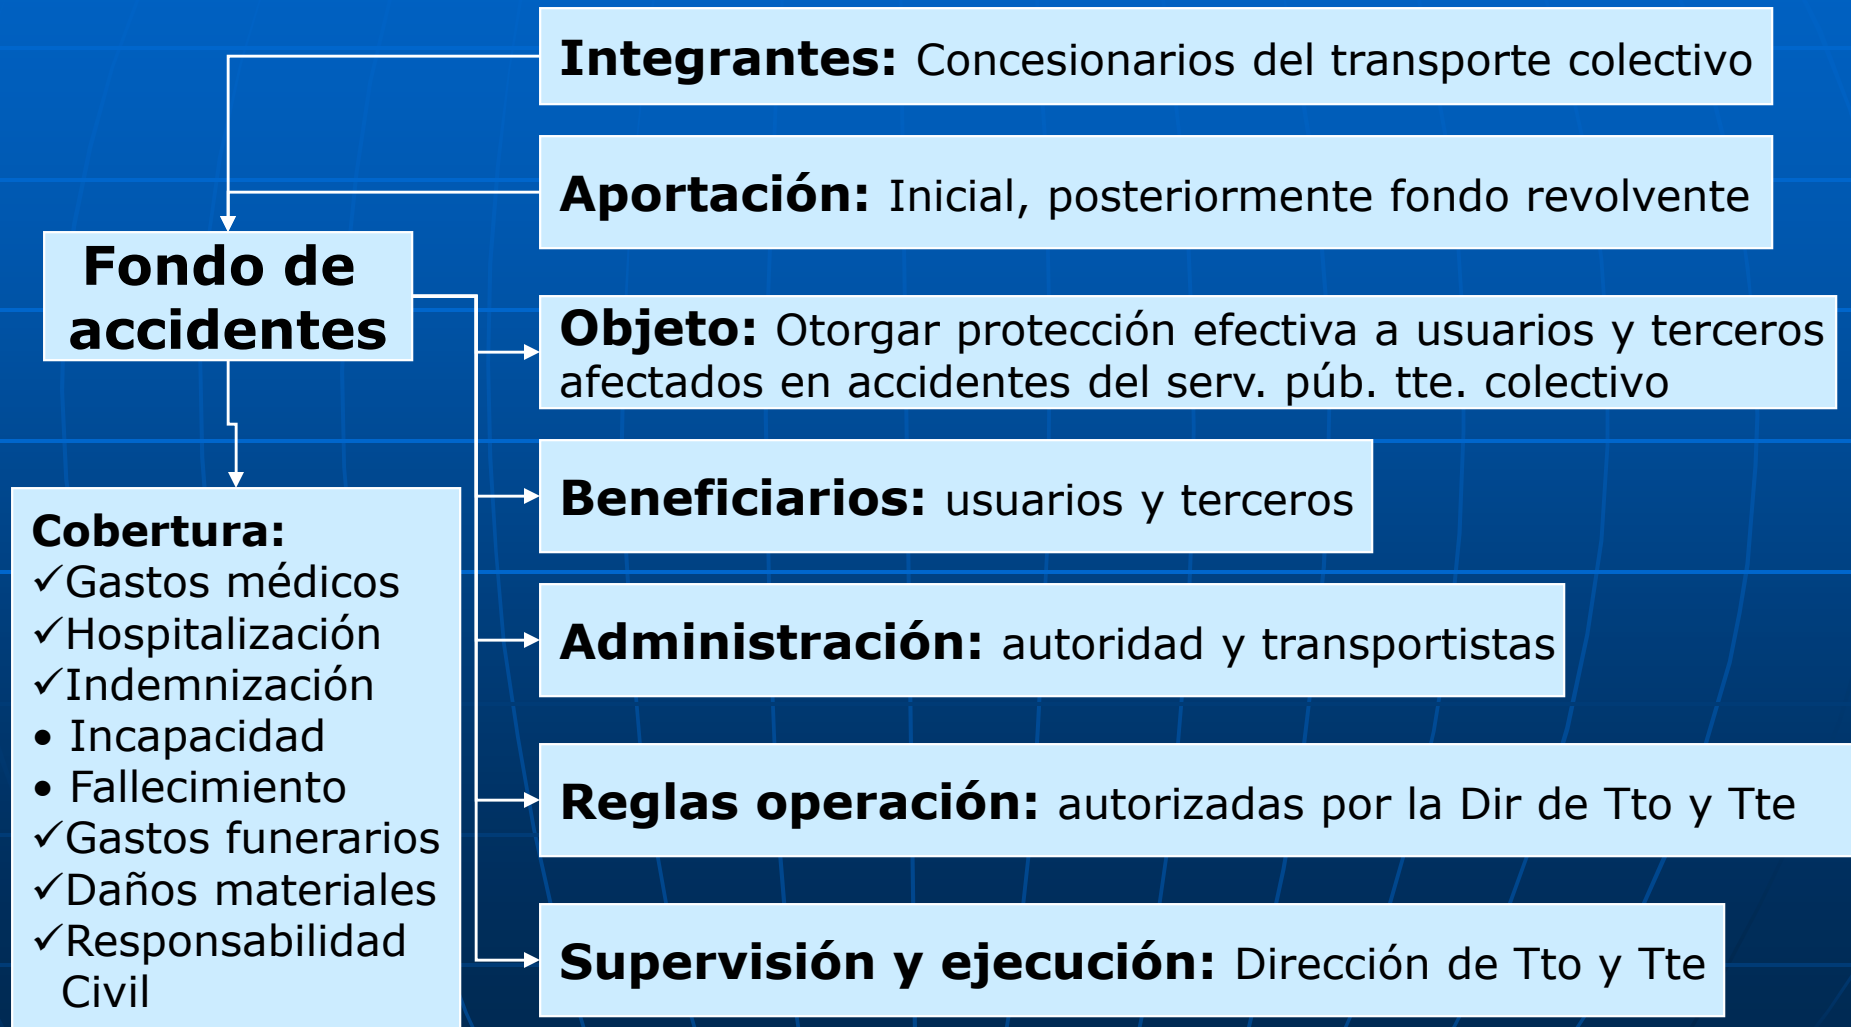 Integrantes: Concesionarios del transporte colectivo
Aportación: Inicial, posteriormente fondo revolvente
Fondo de
accidentes
Objeto: Otorgar protección efectiva a usuarios y terceros
afectados en accidentes del serv. púb. tte. colectivo
Beneficiarios: usuarios y terceros
Administración: autoridad y transportistas
Reglas operación: autorizadas por la Dir de Tto y Tte
Supervisión y ejecución: Dirección de Tto y Tte
Cobertura:
✓Gastos médicos
✓Hospitalización
✓Indemnización
• Incapacidad
• Fallecimiento
✓Gastos funerarios
✓Daños materiales
✓Responsabilidad
Civil